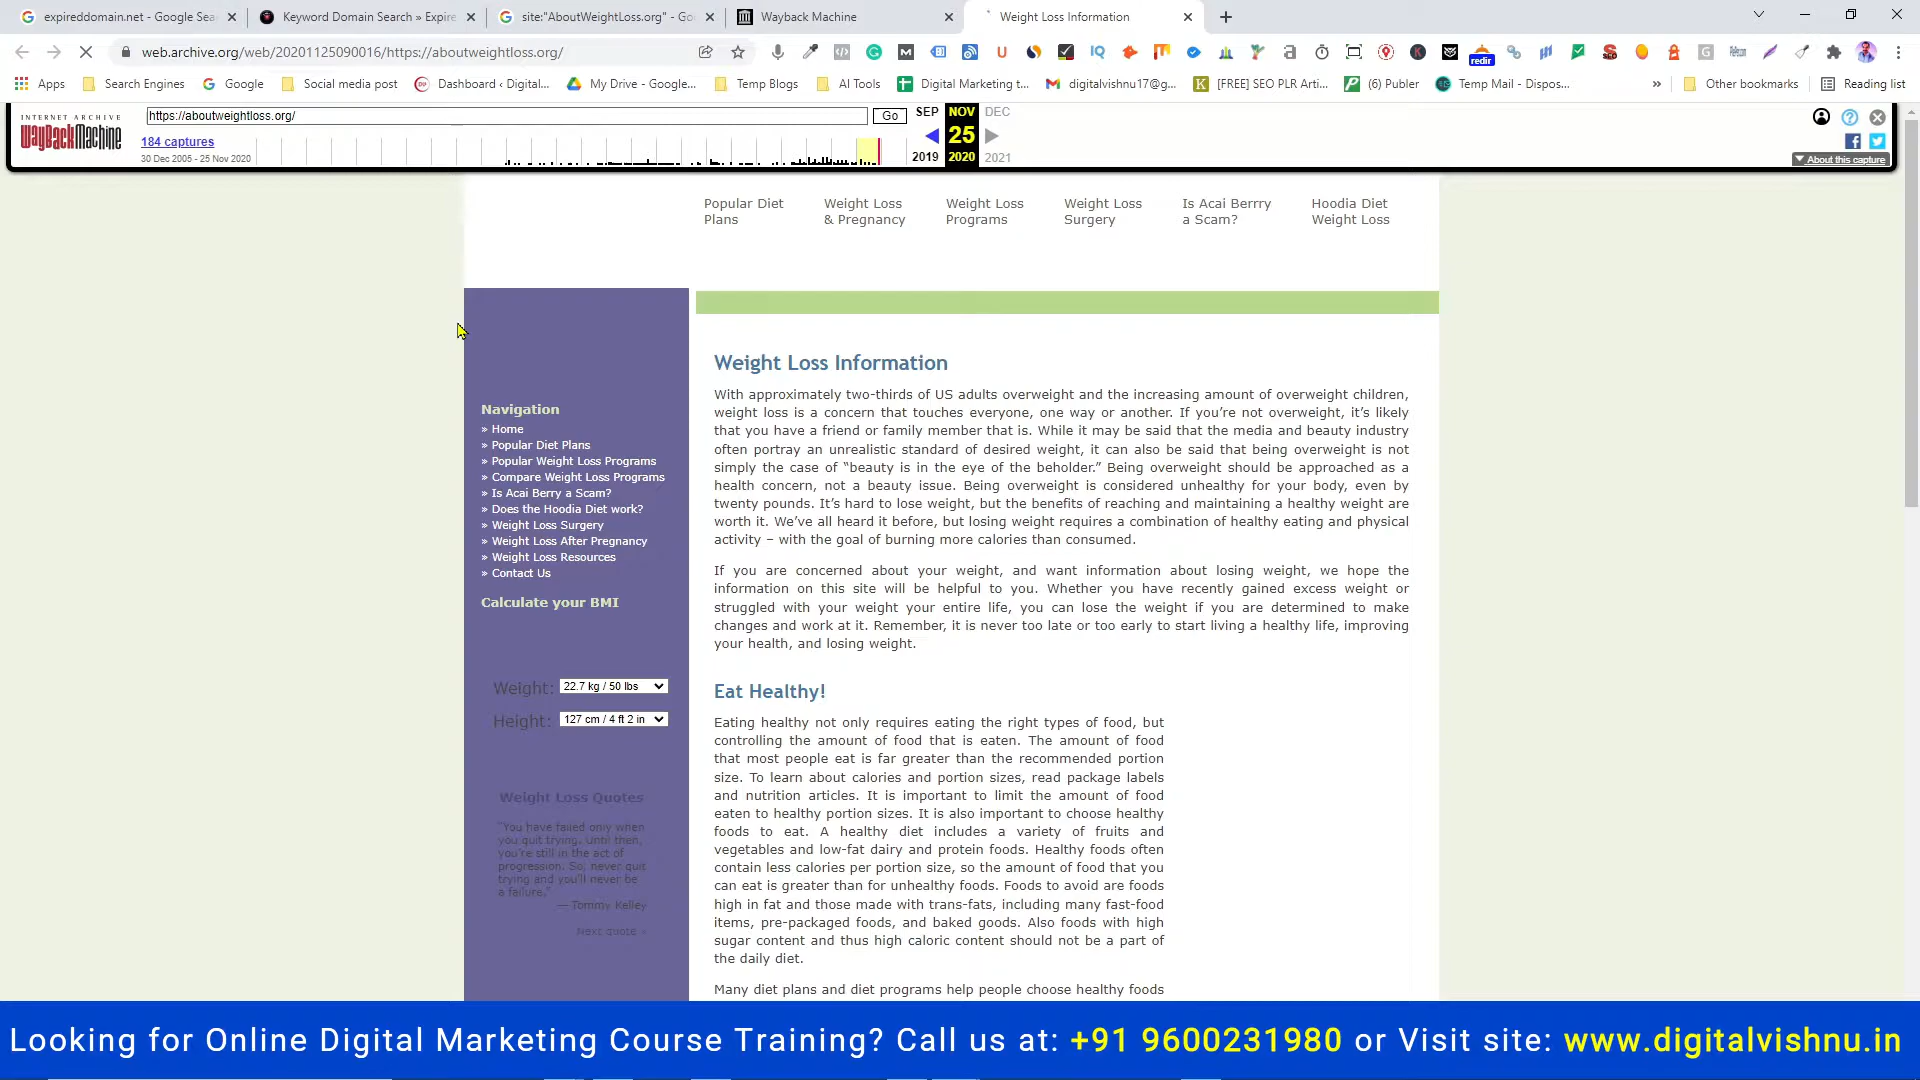 expireddomain.net - Google Sea
Keyword Domain Search » Expire
site:"AboutWeightLoss.org" - Go
Wayback Machine
Weight Loss Information
web.archive.org/web/20201125090016/https://aboutweightloss.org/
redir
Apps
Search Engines
Google
Social media post
Dashboard ‹ Digital...
My Drive - Google...
Temp Blogs
AI Tools
Digital Marketing t...
digitalvishnu17@g...
[FREE] SEO PLR Arti...
(6) Publer
Temp Mail - Dispos...
»
Other bookmarks
Reading list
INTERNET ARCHIVE
WayBackMachine
https://aboutweightloss.org/
Go
SEP
NOV
DEC
184 captures
30 Dec 2005 - 25 Nov 2020
25
2019
2020
2021
About this capture
Popular Diet
Plans
Weight Loss
& Pregnancy
Weight Loss
Programs
Weight Loss
Surgery
Is Acai Berrry
a Scam?
Hoodia Diet
Weight Loss
Navigation
» Home
» Popular Diet Plans
» Popular Weight Loss Programs
» Compare Weight Loss Programs
» Is Acai Berry a Scam?
» Does the Hoodia Diet work?
» Weight Loss Surgery
» Weight Loss After Pregnancy
» Weight Loss Resources
» Contact Us
Calculate your BMI
Weight: 22.7 kg / 50 lbs
Height: 127 cm / 4 ft 2 in
Weight Loss Quotes
"You have failed only when
you quit trying. Until then,
you're still in the act of
progression. So, never quit
trying and you'll never be
a failure."
— Tommy Kelley
Next quote »
Weight Loss Information
With approximately two-thirds of US adults overweight and the increasing amount of overweight children,
weight loss is a concern that touches everyone, one way or another. If you're not overweight, it's likely
that you have a friend or family member that is. While it may be said that the media and beauty industry
often portray an unrealistic standard of desired weight, it can also be said that being overweight is not
simply the case of “beauty is in the eye of the beholder.” Being overweight should be approached as a
health concern, not a beauty issue. Being overweight is considered unhealthy for your body, even by
twenty pounds. It's hard to lose weight, but the benefits of reaching and maintaining a healthy weight are
worth it. We've all heard it before, but losing weight requires a combination of healthy eating and physical
activity – with the goal of burning more calories than consumed.
If you are concerned about your weight, and want information about losing weight, we hope the
information on this site will be helpful to you. Whether you have recently gained excess weight or
struggled with your weight your entire life, you can lose the weight if you are determined to make
changes and work at it. Remember, it is never too late or too early to start living a healthy life, improving
your health, and losing weight.
Eat Healthy!
Eating healthy not only requires eating the right types of food, but
controlling the amount of food that is eaten. The amount of food
that most people eat is far greater than the recommended portion
size. To learn about calories and portion sizes, read package labels
and nutrition articles. It is important to limit the amount of food
eaten to healthy portion sizes. It is also important to choose healthy
foods to eat. A healthy diet includes a variety of fruits and
vegetables and low-fat dairy and protein foods. Healthy foods often
contain less calories per portion size, so the amount of food that you
can eat is greater than for unhealthy foods. Foods to avoid are foods
high in fat and those made with trans-fats, including many fast-food
items, pre-packaged foods, and baked goods. Also foods with high
sugar content and thus high caloric content should not be a part of
the daily diet.
Many diet plans and diet programs help people choose healthy foods
Looking for Online Digital Marketing Course Training? Call us at: +91 9600231980 or Visit site: www.digitalvishnu.in